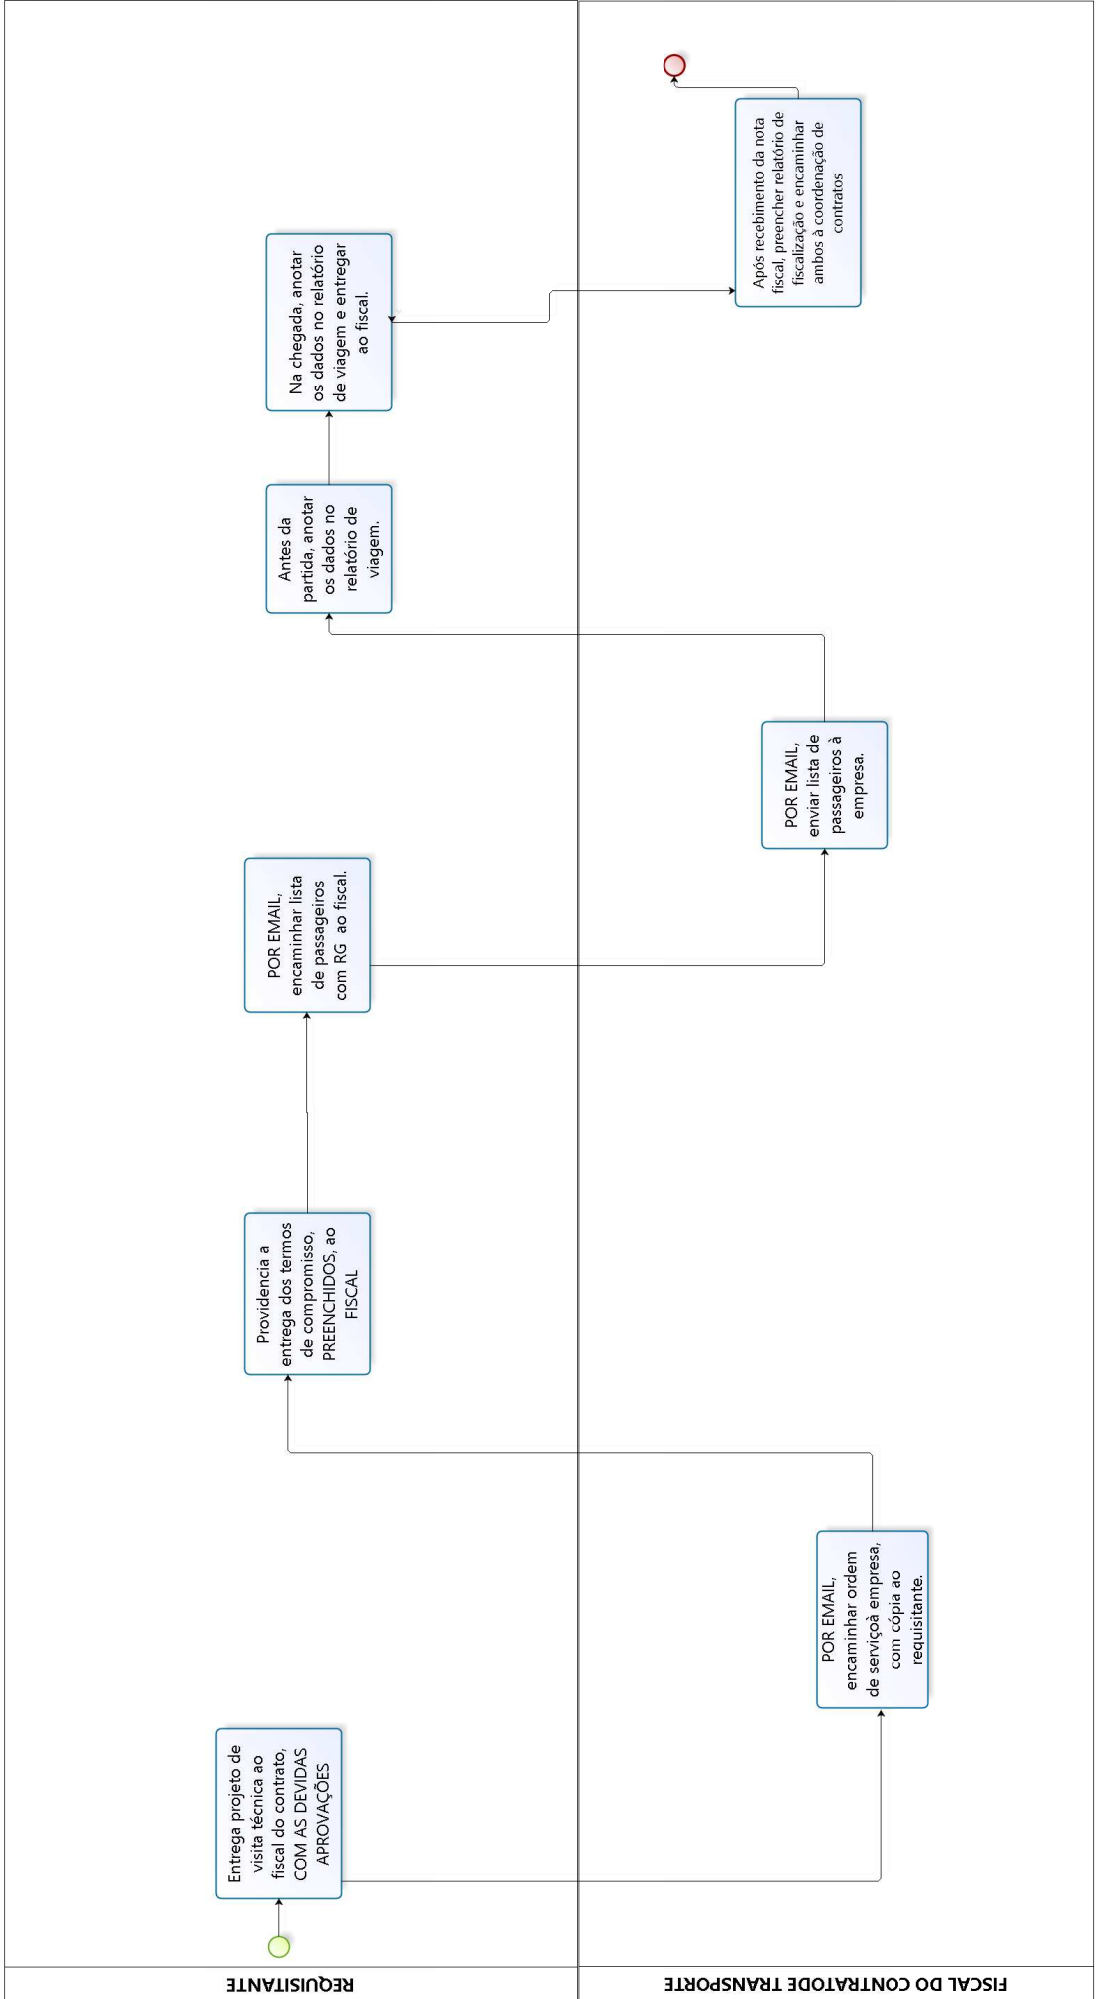 REQUISITANTE
Entrega projeto de
visita técnica ao
fiscal do contrato,
COM AS DEVIDAS
APROVAÇÕES
Providencia a
entrega dos termos
de compromisso,
PREENCHIDOS, ao
FISCAL
POR EMAIL,
encaminhar lista
de passageiros
com RG  ao fiscal.
Antes da
partida, anotar
os dados no
relatório de
viagem.
Na chegada, anotar
os dados no relatório
de viagem e entregar
ao fiscal.
FISCAL DO CONTRATODE TRANSPORTE
POR EMAIL,
encaminhar ordem
de serviçoà empresa,
com cópia ao
requisitante.
POR EMAIL,
enviar lista de
passageiros à
empresa.
Após recebimento da nota
fiscal, preencher relatório de
fiscalização e encaminhar
ambos à coordenação de
contratos